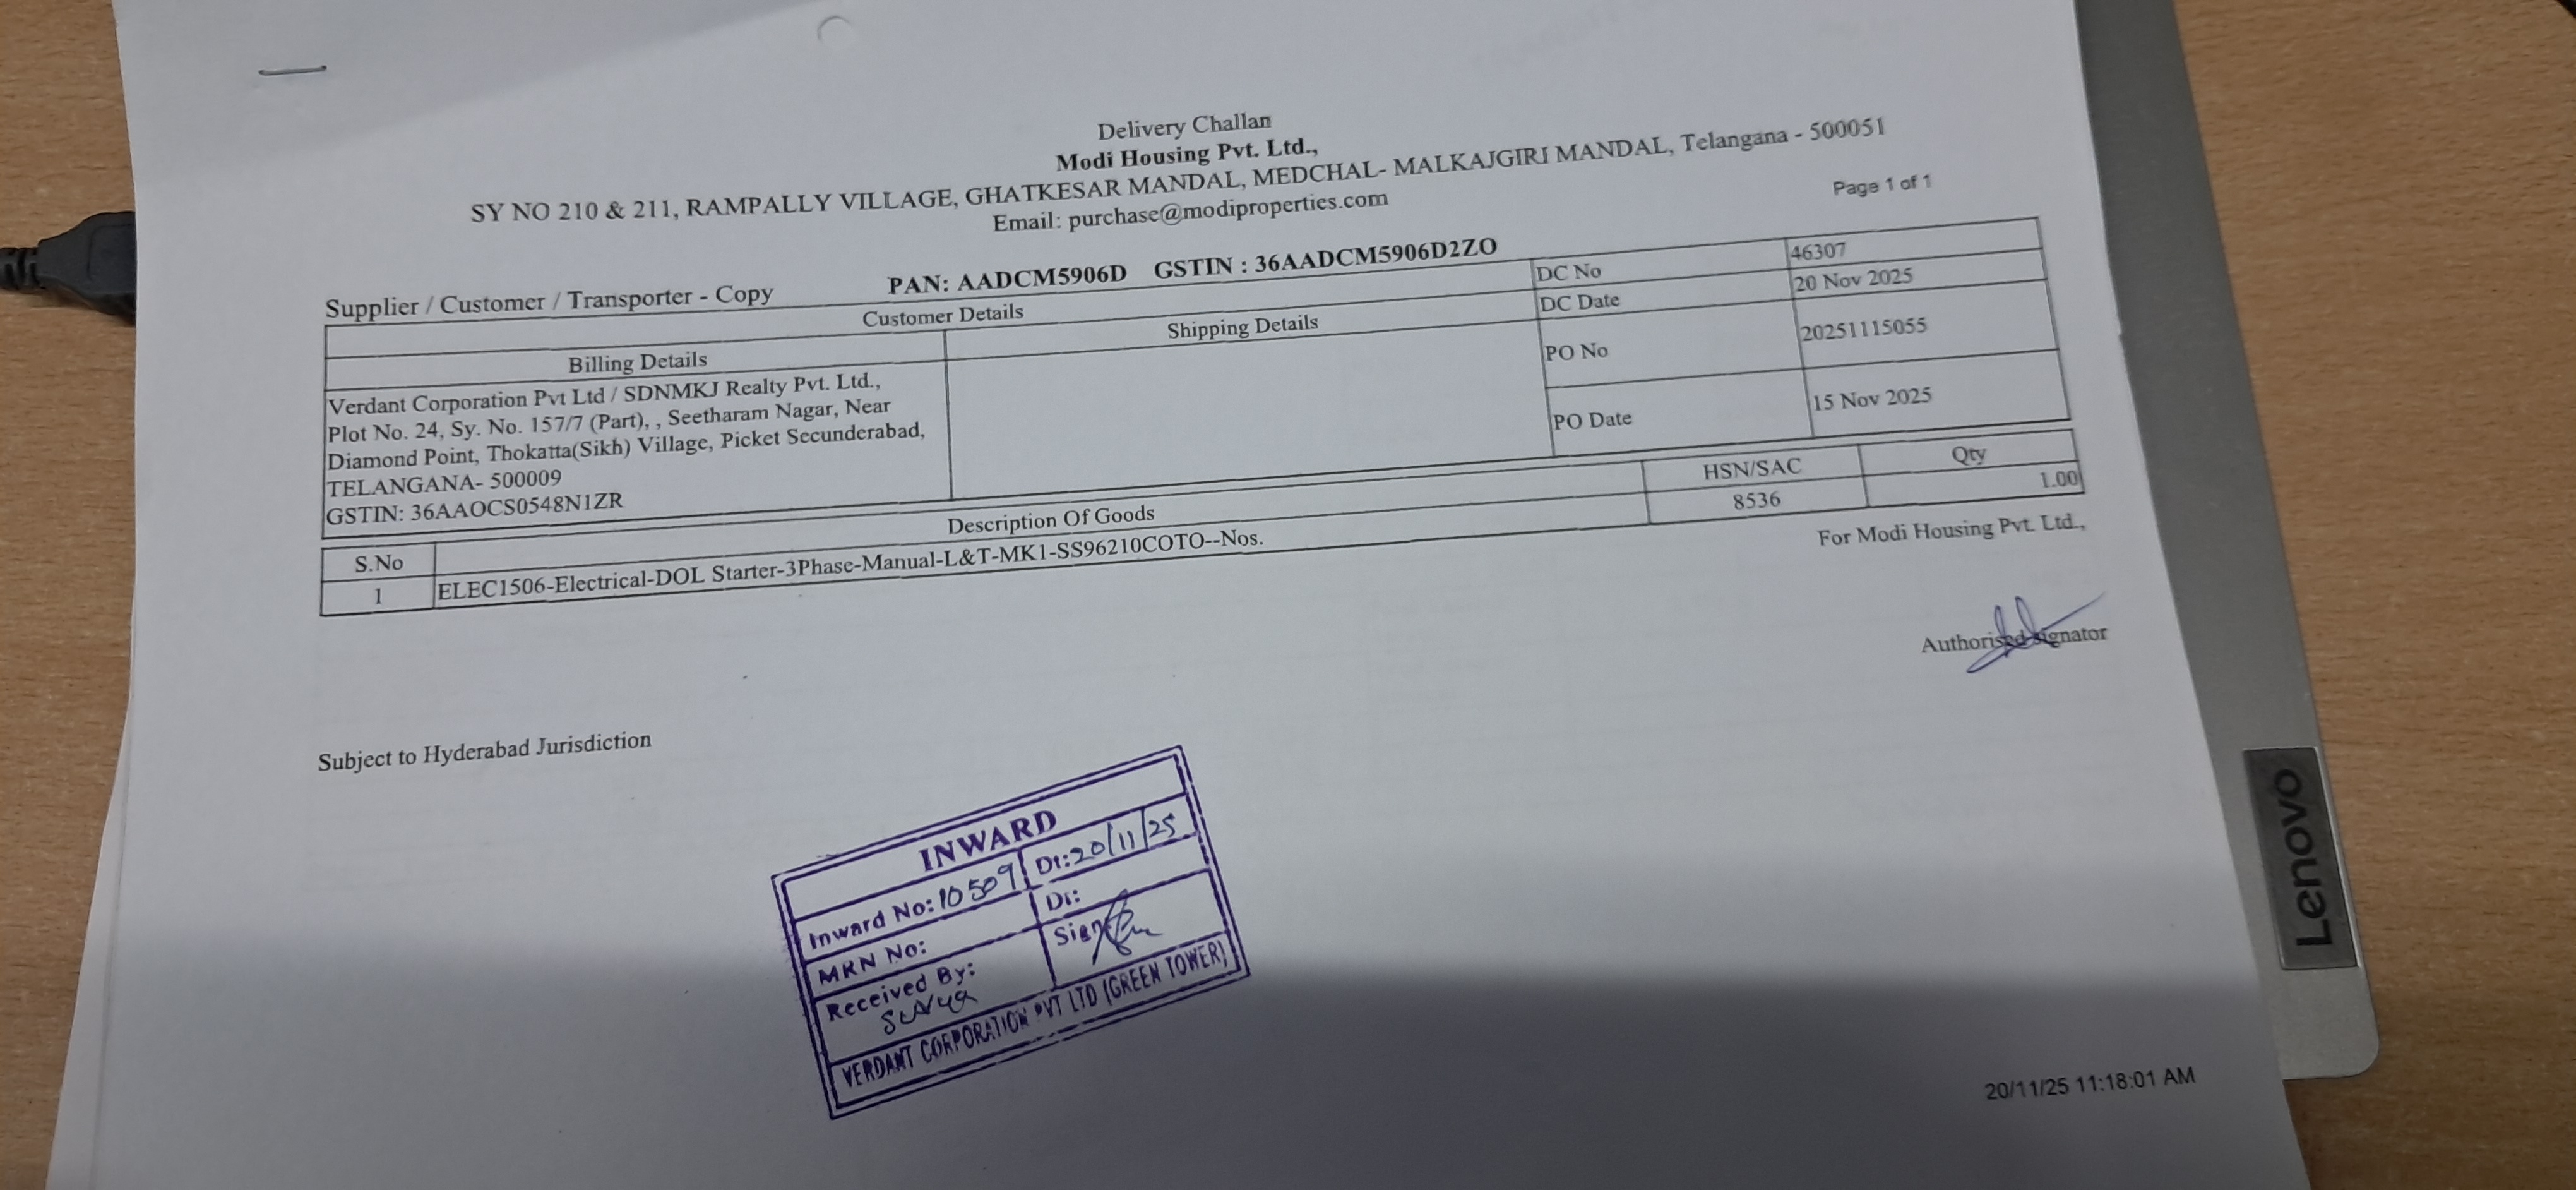 Delivery Challan
Modi Housing Pvt. Ltd.,
SY NO 210 & 211, RAMPALLY VILLAGE, GHATKESAR MANDAL, MEDCHAL- MALKAJGIRI MANDAL, Telangana - 500051
Email: purchase@modiproperties.com
Page 1 of 1
PAN: AADCM5906D GSTIN : 36AADCM5906D2ZO
Supplier / Customer / Transporter - Copy
Customer Details
DC No 46307
DC Date 20 Nov 2025
Billing Details
Shipping Details
PO No 20251115055
PO Date 15 Nov 2025
Verdant Corporation Pvt Ltd / SDNMKJ Realty Pvt. Ltd.,
Plot No. 24, Sy. No. 157/7 (Part), , Seetharam Nagar, Near
Diamond Point, Thokatta(Sikh) Village, Picket Secunderabad,
TELANGANA- 500009
GSTIN: 36AAOCS0548N1ZR
S.No Description Of Goods HSN/SAC Qty
1 ELEC1506-Electrical-DOL Starter-3Phase-Manual-L&T-MK1-SS96210COTO--Nos. 8536 1.00
For Modi Housing Pvt. Ltd.,
Authorised signator
Subject to Hyderabad Jurisdiction
INWARD
Inward No: 10509 Dt: 20/11/25
MRN No: Dt:
Received By: Sign
VERDANT CORPORATION PVT LTD (GREEN TOWER)
20/11/25 11:18:01 AM
Lenovo